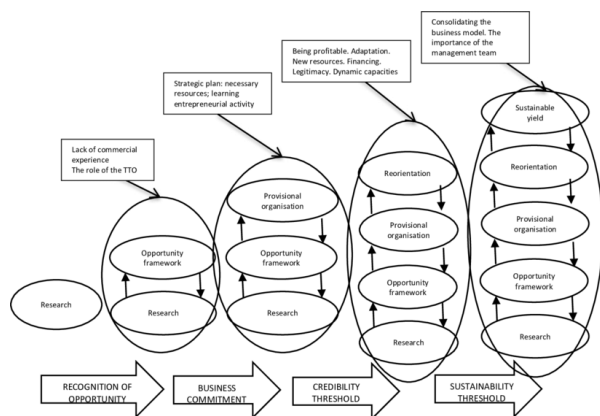 Consolidating the
business model. The
importance of the
management team
Being profitable. Adaptation.
New resources. Financing.
Legitimacy. Dynamic capacities
Strategic plan: necessary
resources; learning
entrepreneurial activity
Lack of commercial
experience
The role of the TTO
Research
Opportunity
framework
Research
Provisional
organisation
Opportunity
framework
Research
Reorientation
Provisional
organisation
Opportunity
framework
Research
Sustainable
yield
Reorientation
Provisional
organisation
Opportunity
framework
Research
RECOGNITION OF
OPPORTUNITY
BUSINESS
COMMITMENT
CREDIBILITY
THRESHOLD
SUSTAINABILITY
THRESHOLD